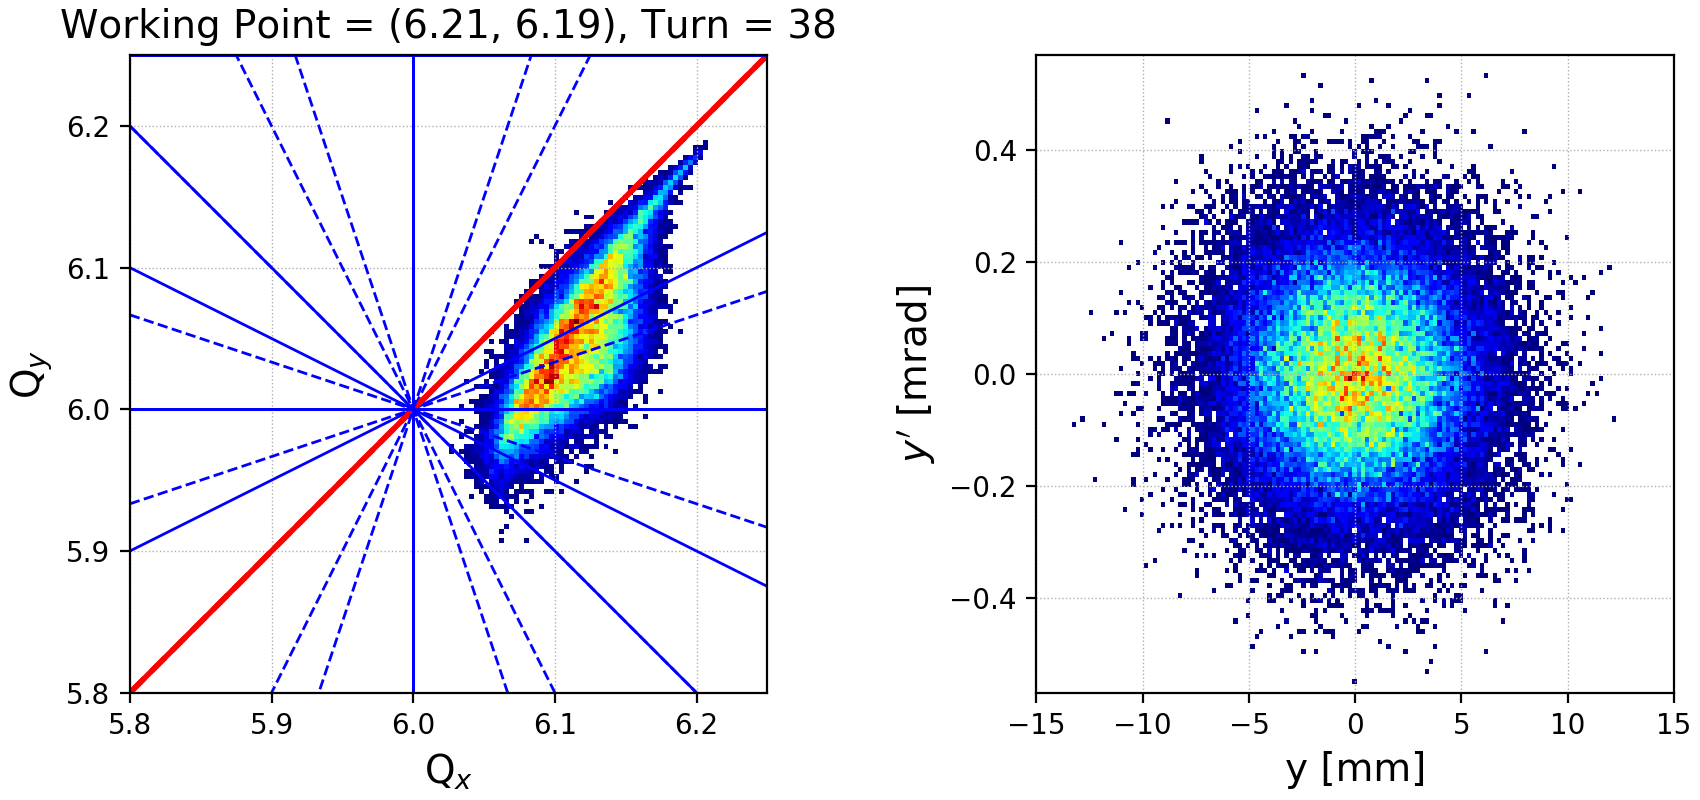 Working Point = (6.21, 6.19), Turn = 38
6.2
6.1
6.0
5.9
5.8
5.8 5.9 6.0 6.1 6.2
Qx
Qy
0.4
0.2
0.0
−0.2
−0.4
−15 −10 −5 0 5 10 15
y [mm]
y′ [mrad]